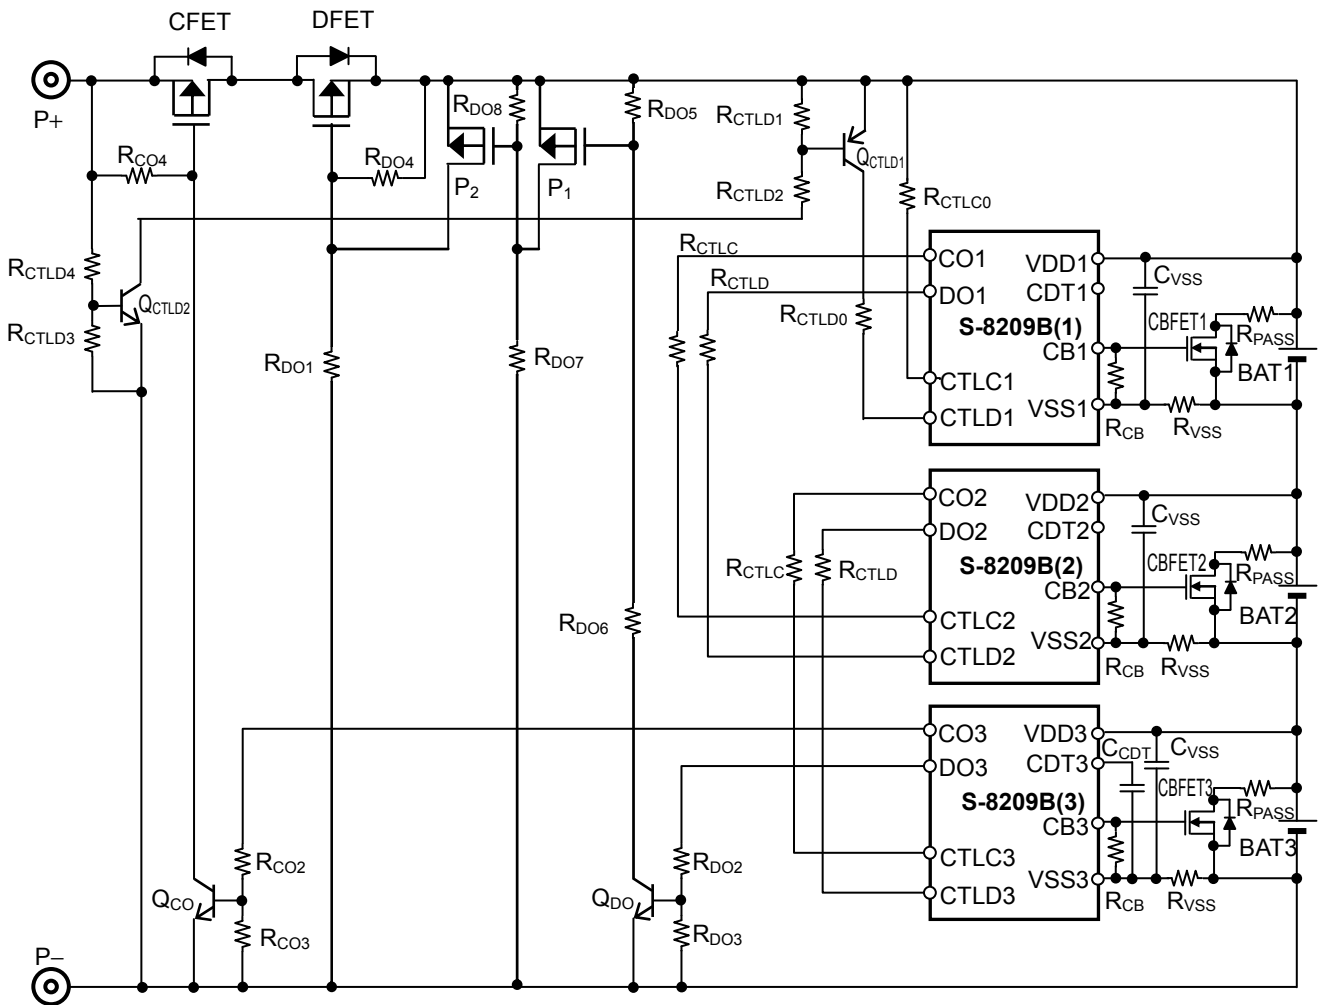 CFET DFET
P+
RDO8 RDO5 RCTLD1
RCO4 RDO4 QCTLD1
P2 P1 RCTLD2 RCTLC0
RCTLC CO1 VDD1 CVSS
RCTLD4 RCTLD DO1 CDT1
QCTLD2 RCTLD0 S-8209B(1) CBFET1
RCTLD3 CB1 RPASS
RDO1 RDO7 CTLC1 BAT1
CTLD1 VSS1
RCB RVSS
CO2 VDD2 CVSS
DO2 CDT2
RCTLC RCTLD S-8209B(2) CBFET2
CB2 RPASS
RDO6 CTLC2 BAT2
CTLD2 VSS2
RCB RVSS
CO3 VDD3 CCDT CVSS
DO3 CDT3
S-8209B(3) CBFET3
CB3 RPASS
RCO2 RDO2 CTLC3 BAT3
QCO QDO CTLD3 VSS3
RCB RVSS
RCO3 RDO3
P−